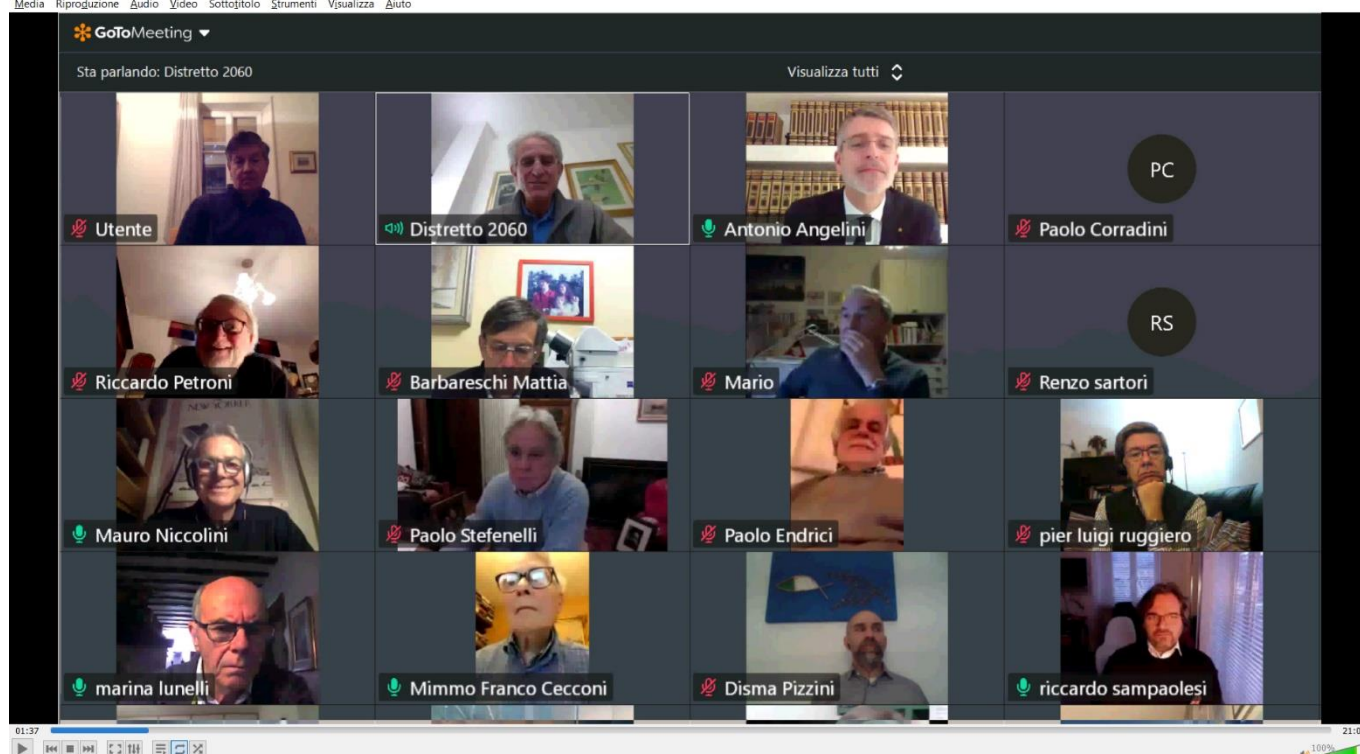 Media Riproduzione Audio Video Sottotitolo Strumenti Visualizza Aiuto
GoToMeeting
Sta parlando: Distretto 2060
Visualizza tutti
Utente
Distretto 2060
Antonio Angelini
PC
Paolo Corradini
Riccardo Petroni
Barbareschi Mattia
Mario
RS
Renzo sartori
NEW YORKER
Mauro Niccolini
Paolo Stefenelli
Paolo Endrici
pier luigi ruggiero
marina lunelli
Mimmo Franco Cecconi
Disma Pizzini
riccardo sampaolesi
01:37
100%